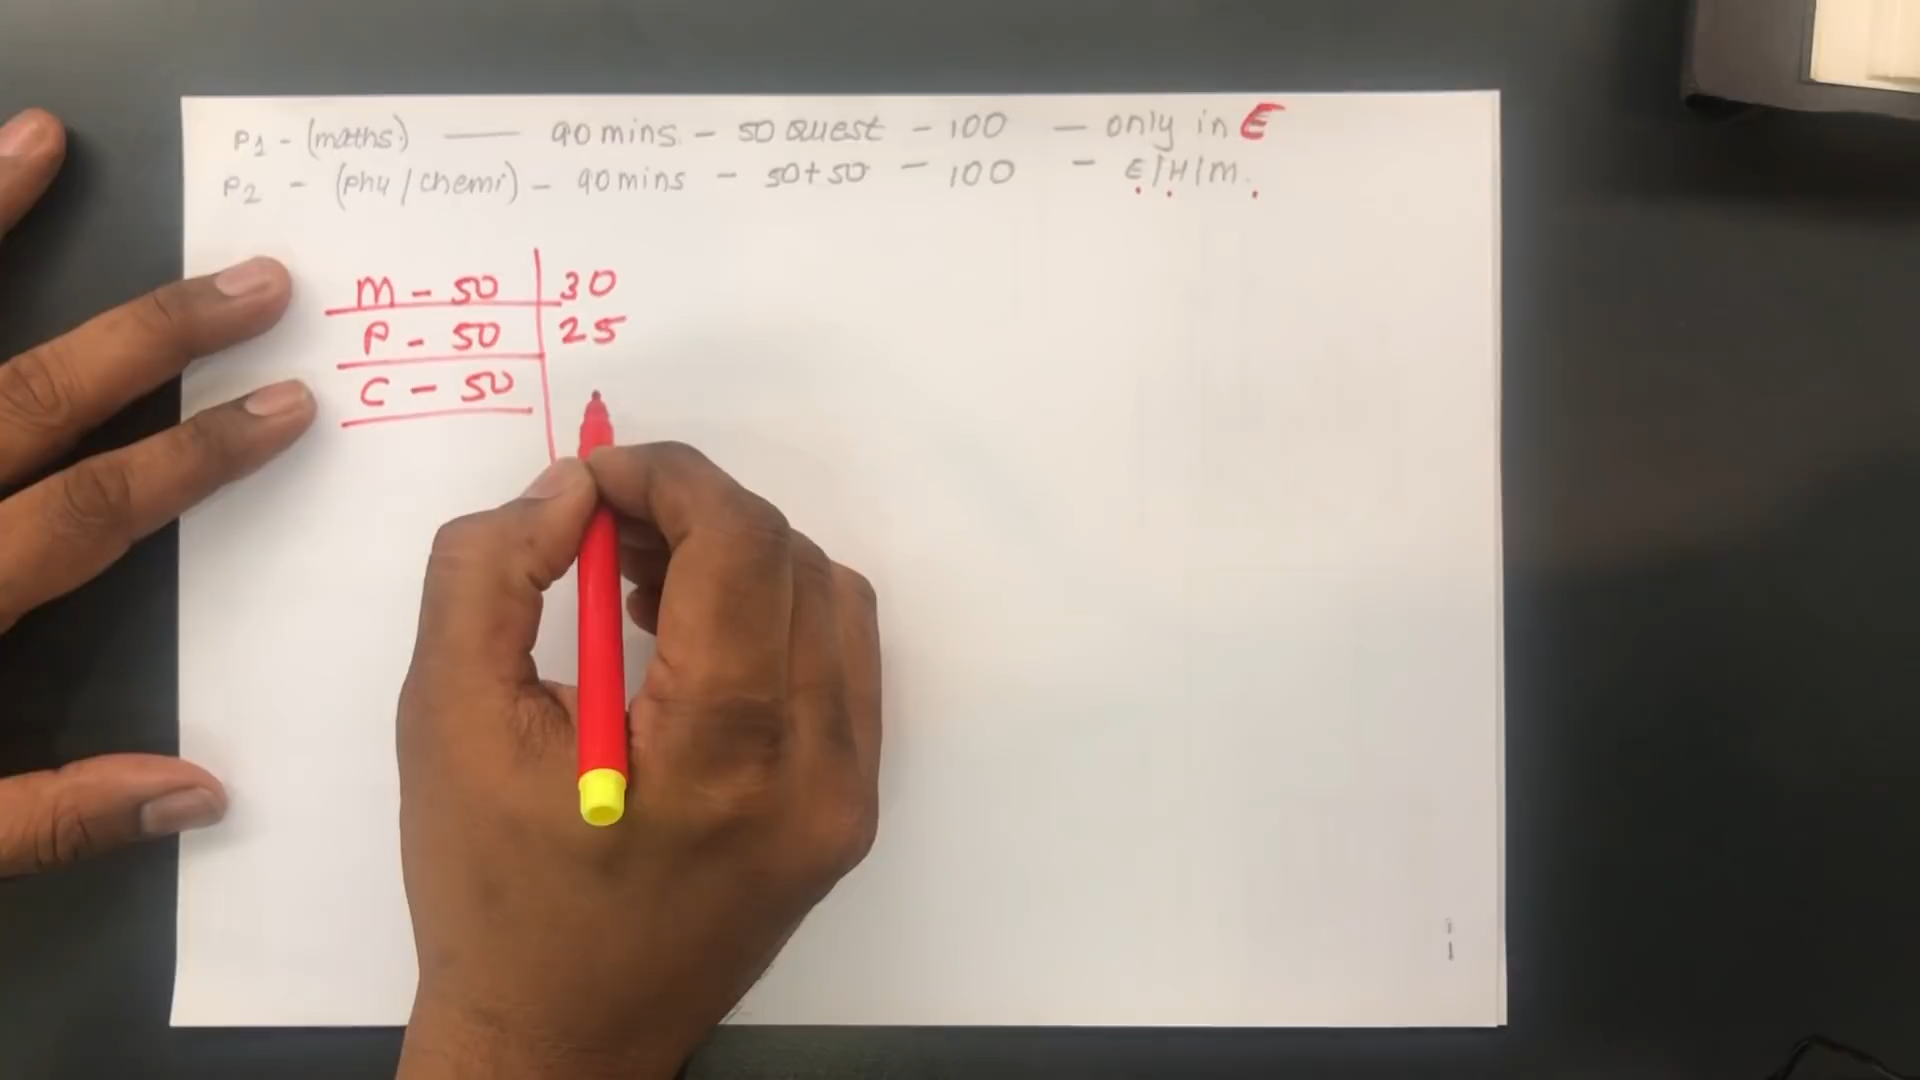 P1 - (maths) — 90 mins - 50 Quest - 100 - only in E
P2 - (phy / chemi) - 90 mins - 50+50 - 100 - E/H/M.
M - 50 30
P - 50 25
C - 50